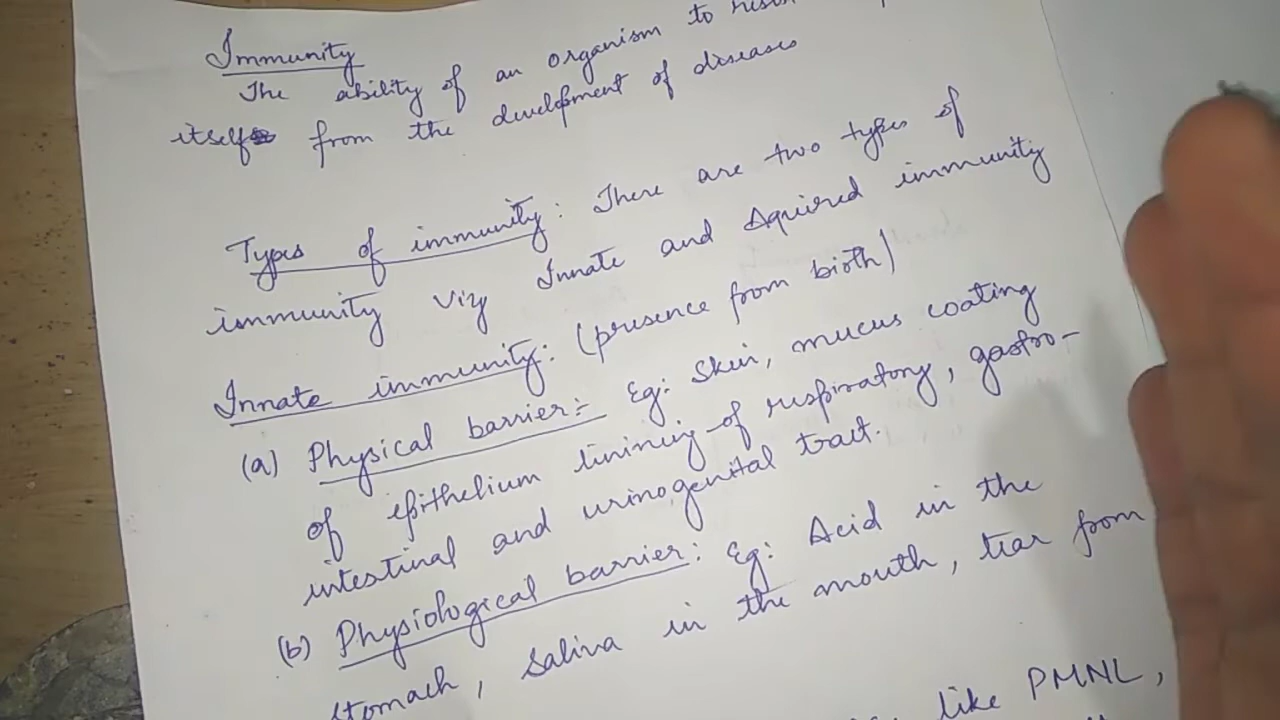 Immunity
The ability of an organism to
itself from the development of diseases
Types of immunity: There are two types of
immunity viz Innate and Aquired immunity
Innate immunity: (presence from birth)
(a) Physical barrier:- Eg: Skin, mucus coating
of epithelium linining of respiratory, gastro-
intestinal and urinogenital tract.
(b) Physiological barrier: Eg: Acid in the
stomach, saliva in the mouth, tear from
like PMNL,